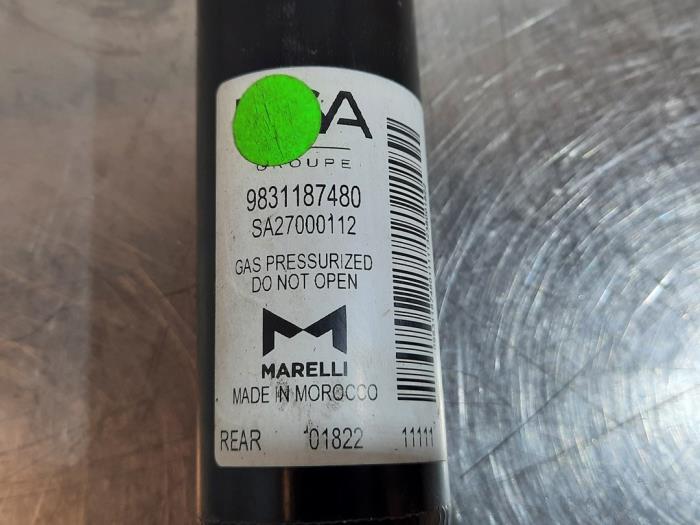 GROUPE
9831187480
SA27000112
GAS PRESSURIZED
DO NOT OPEN
MARELLI
MADE IN MOROCCO
REAR 01822 11111